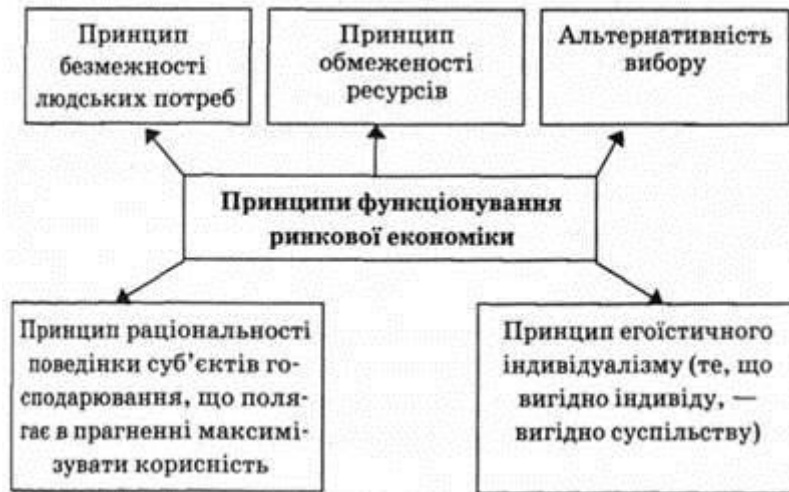 Принцип
безмежності
людських потреб
Принцип
обмеженості
ресурсів
Альтернативність
вибору
Принципи функціонування
ринкової економіки
Принцип раціональності
поведінки суб’єктів го-
сподарювання, що поля-
гає в прагненні максимі-
зувати корисність
Принцип егоїстичного
індивідуалізму (те, що
вигідно індивіду, —
вигідно суспільству)